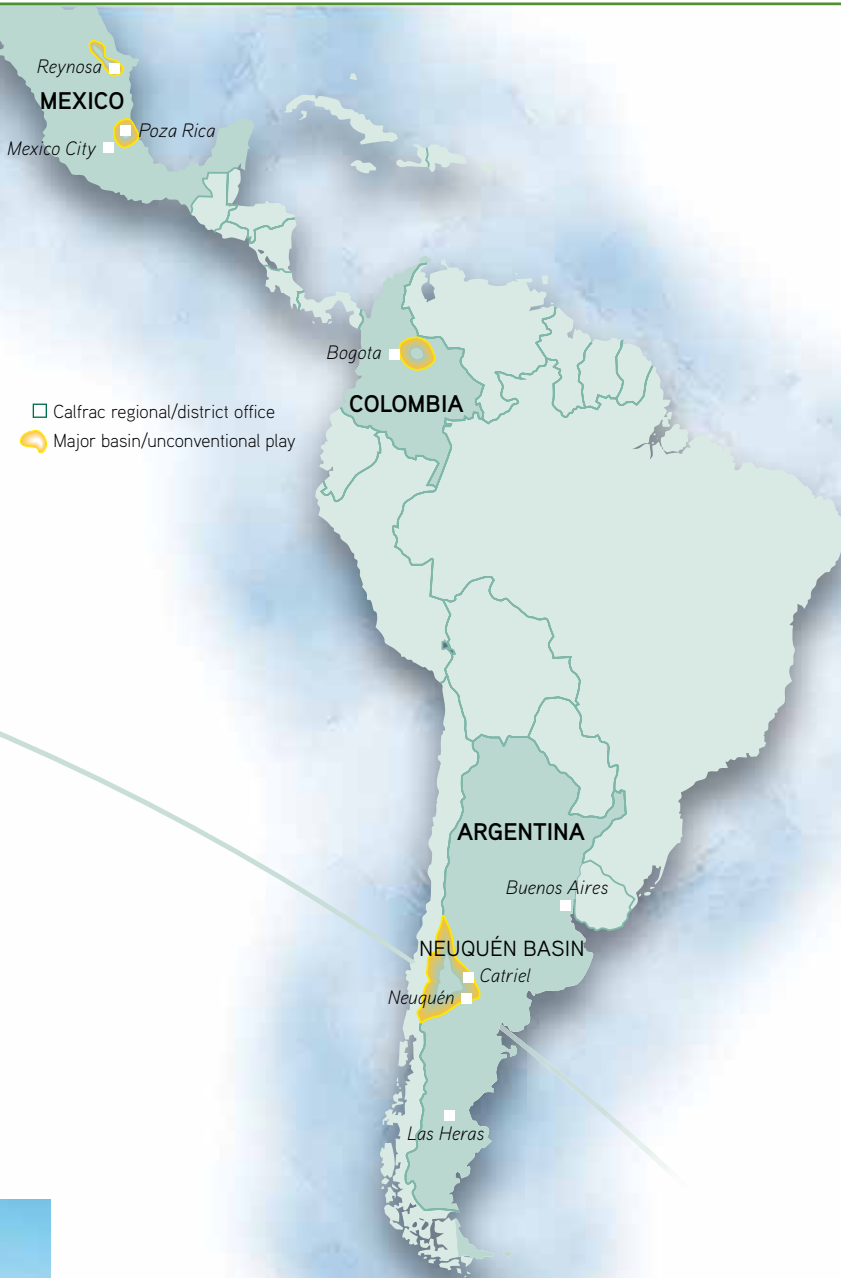 Reynosa
MEXICO
Poza Rica
Mexico City
Bogota
COLOMBIA
Calfrac regional/district office
Major basin/unconventional play
ARGENTINA
Buenos Aires
NEUQUÉN BASIN
Catriel
Neuquén
Las Heras